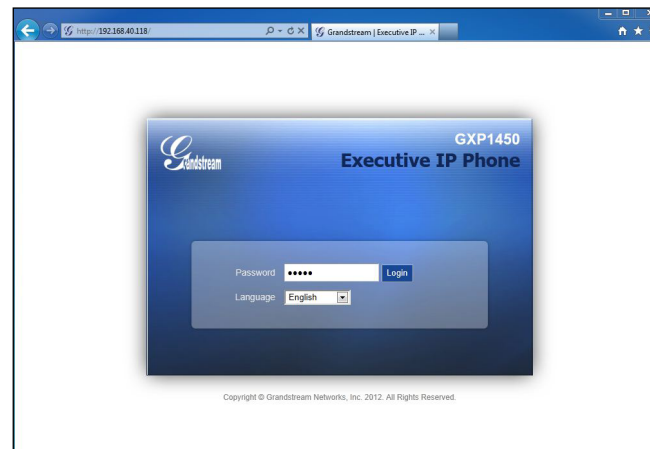 http://192.168.40.118/
Grandstream | Executive IP ...
Grandstream
GXP1450
Executive IP Phone
Password •••••
Login
Language English
Copyright © Grandstream Networks, Inc. 2012. All Rights Reserved.